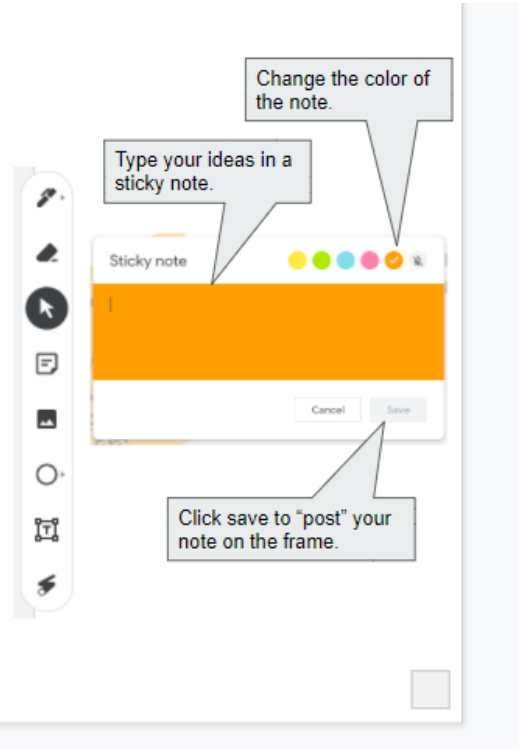 Change the color of
the note.
Type your ideas in a
sticky note.
Sticky note
Cancel
Save
Click save to “post” your
note on the frame.